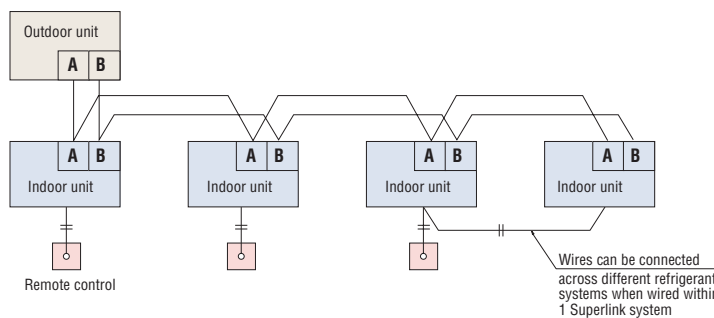 Outdoor unit
A B
A B
A B
A B
A B
Indoor unit
Indoor unit
Indoor unit
Indoor unit
Remote control
Wires can be connected
across different refrigerant
systems when wired within
1 Superlink system